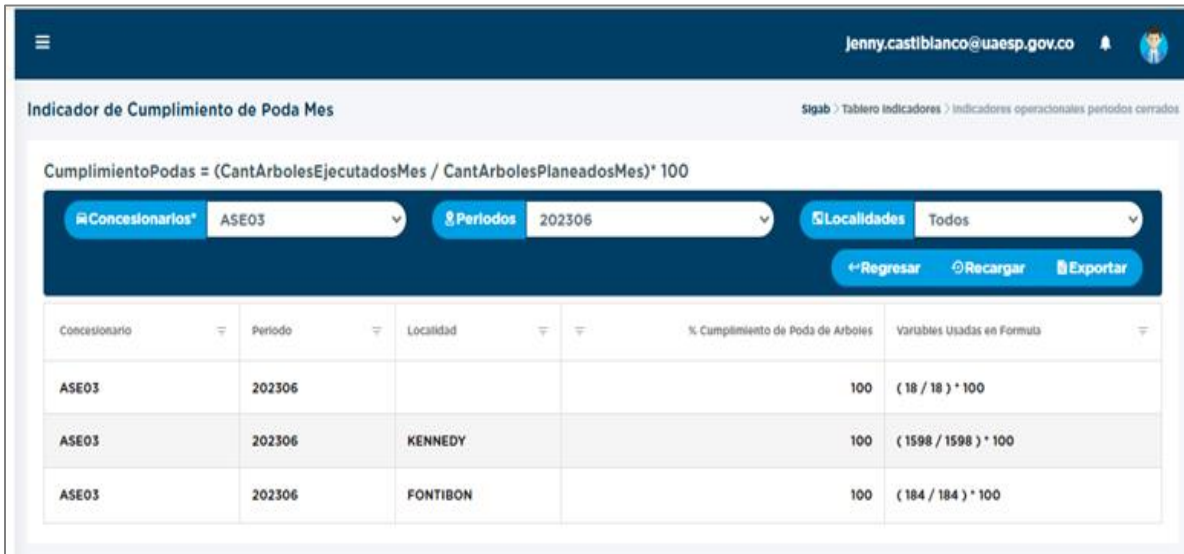 jenny.castiblanco@uaesp.gov.co
Indicador de Cumplimiento de Poda Mes
Sigab > Tablero Indicadores > Indicadores operacionales periodos cerrados
CumplimientoPodas = (CantArbolesEjecutadosMes / CantArbolesPlaneadosMes)* 100
Concesionarios* ASE03 Periodos 202306 Localidades Todos
Regresar Recargar Exportar
Concesionario Periodo Localidad % Cumplimiento de Poda de Arboles Variables Usadas en Formula
ASE03 202306 100 ( 18 / 18 ) * 100
ASE03 202306 KENNEDY 100 ( 1598 / 1598 ) * 100
ASE03 202306 FONTIBON 100 ( 184 / 184 ) * 100